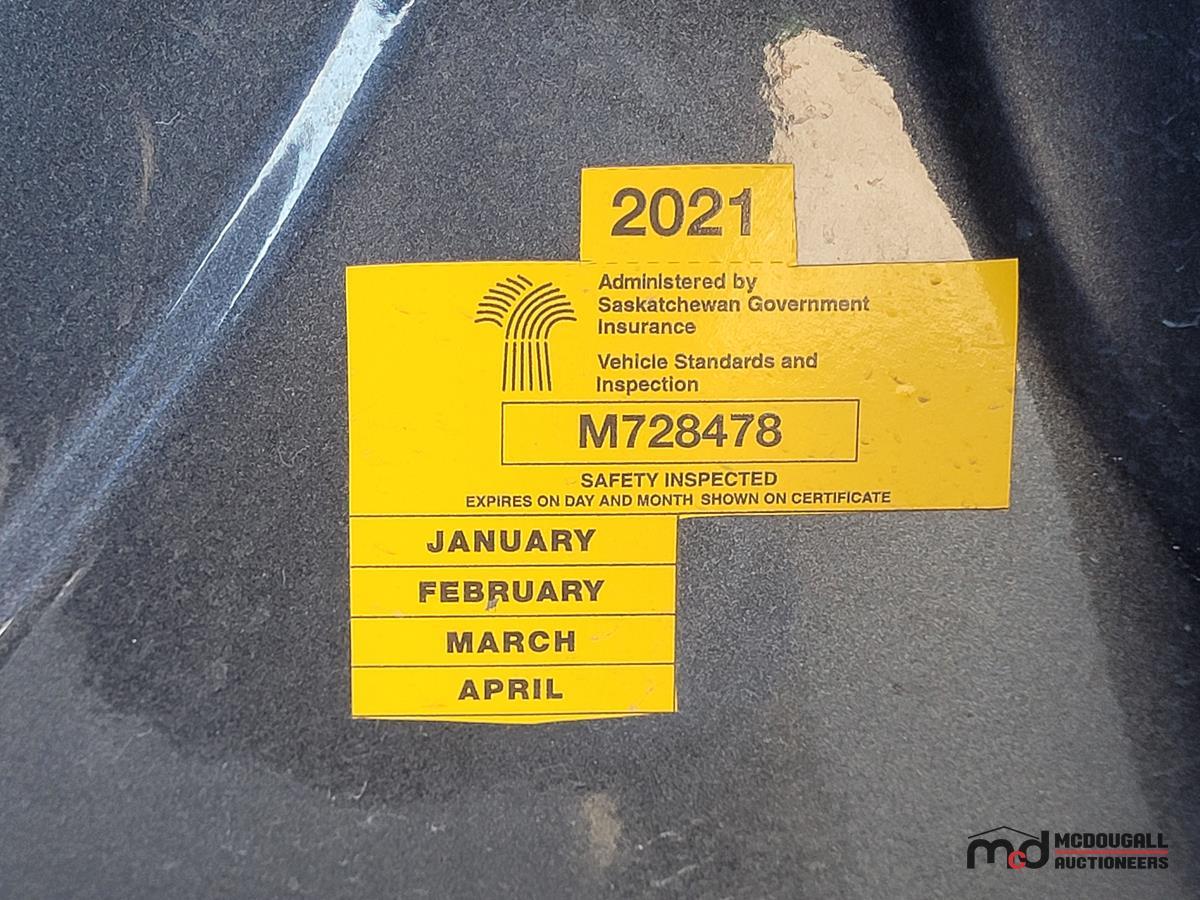 2021
Administered by
Saskatchewan Government
Insurance
Vehicle Standards and
Inspection
M728478
SAFETY INSPECTED
EXPIRES ON DAY AND MONTH SHOWN ON CERTIFICATE
JANUARY
FEBRUARY
MARCH
APRIL
mcd MCDOUGALL
AUCTIONEERS